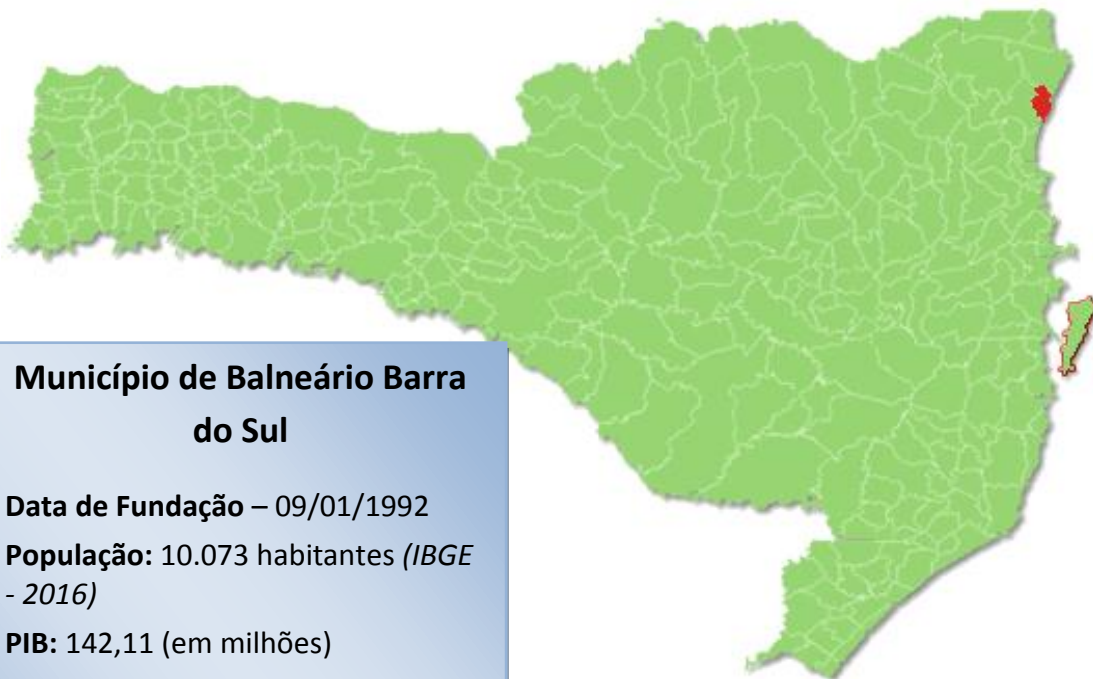 Município de Balneário Barra
do Sul
Data de Fundação – 09/01/1992
População: 10.073 habitantes (IBGE
- 2016)
PIB: 142,11 (em milhões)